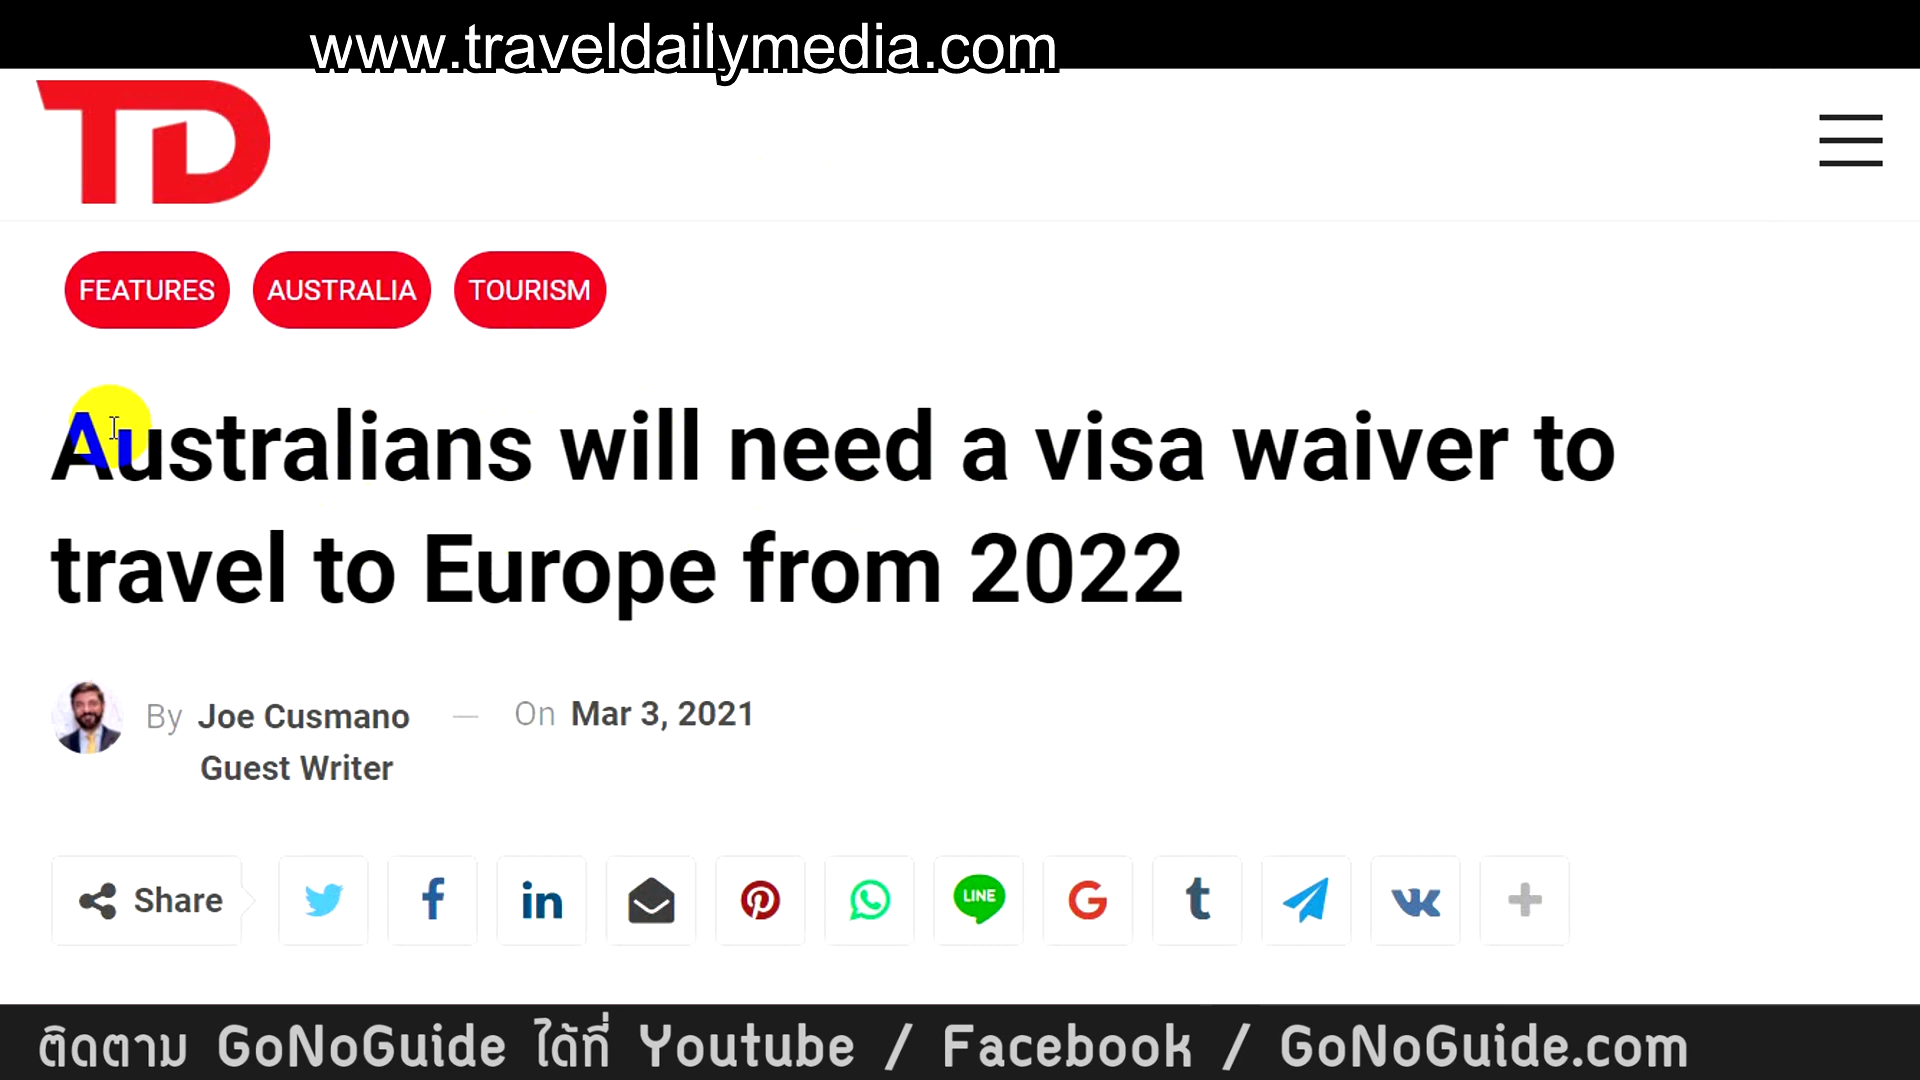 www.traveldailymedia.com
TD
FEATURES AUSTRALIA TOURISM
Australians will need a visa waiver to
travel to Europe from 2022
By Joe Cusmano — On Mar 3, 2021
Guest Writer
Share f in LINE G t +
ติดตาม GoNoGuide ได้ที่ Youtube / Facebook / GoNoGuide.com